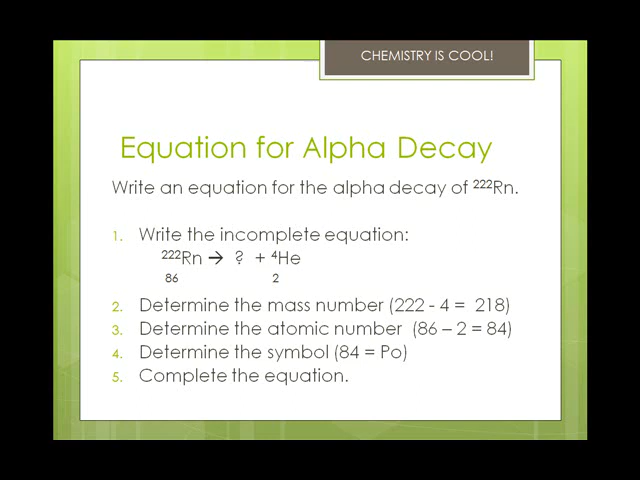 CHEMISTRY IS COOL!
Equation for Alpha Decay
Write an equation for the alpha decay of ²²²Rn.
1. Write the incomplete equation:
²²²Rn → ? + ⁴He
86 2
2. Determine the mass number (222 - 4 = 218)
3. Determine the atomic number (86 – 2 = 84)
4. Determine the symbol (84 = Po)
5. Complete the equation.